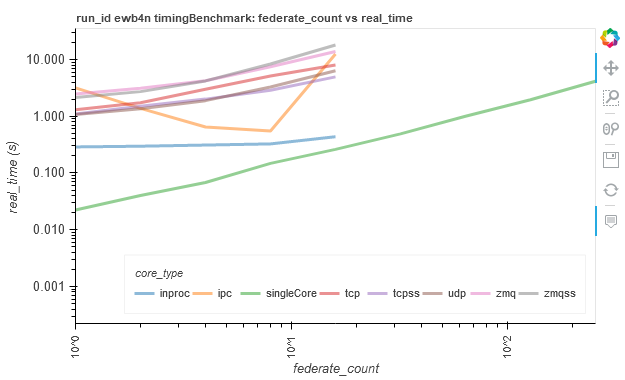 run_id ewb4n timingBenchmark: federate_count vs real_time
real_time (s)
10.000
1.000
0.100
0.010
0.001
core_type
inproc ipc singleCore tcp tcpss udp zmq zmqss
10^0 10^1 10^2
federate_count